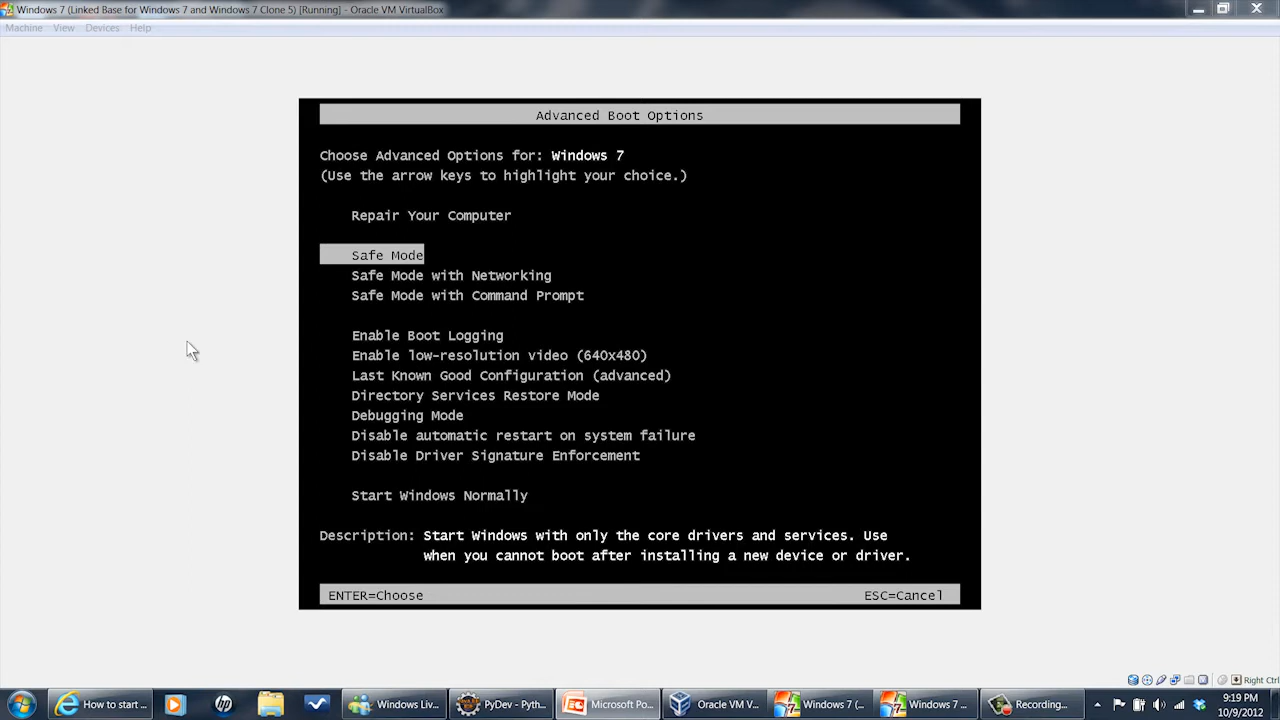 Windows 7 (Linked Base for Windows 7 and Windows 7 Clone 5) [Running] - Oracle VM VirtualBox
Machine View Devices Help
Advanced Boot Options
Choose Advanced Options for: Windows 7
(Use the arrow keys to highlight your choice.)
Repair Your Computer
Safe Mode
Safe Mode with Networking
Safe Mode with Command Prompt
Enable Boot Logging
Enable low-resolution video (640x480)
Last Known Good Configuration (advanced)
Directory Services Restore Mode
Debugging Mode
Disable automatic restart on system failure
Disable Driver Signature Enforcement
Start Windows Normally
Description: Start Windows with only the core drivers and services. Use
when you cannot boot after installing a new device or driver.
ENTER=Choose ESC=Cancel
Right Ctrl
How to start ... Windows Liv... PyDev - Pyth... Microsoft Po... Oracle VM V... Windows 7 (... Windows 7 ... Recording... 9:19 PM
10/9/2012